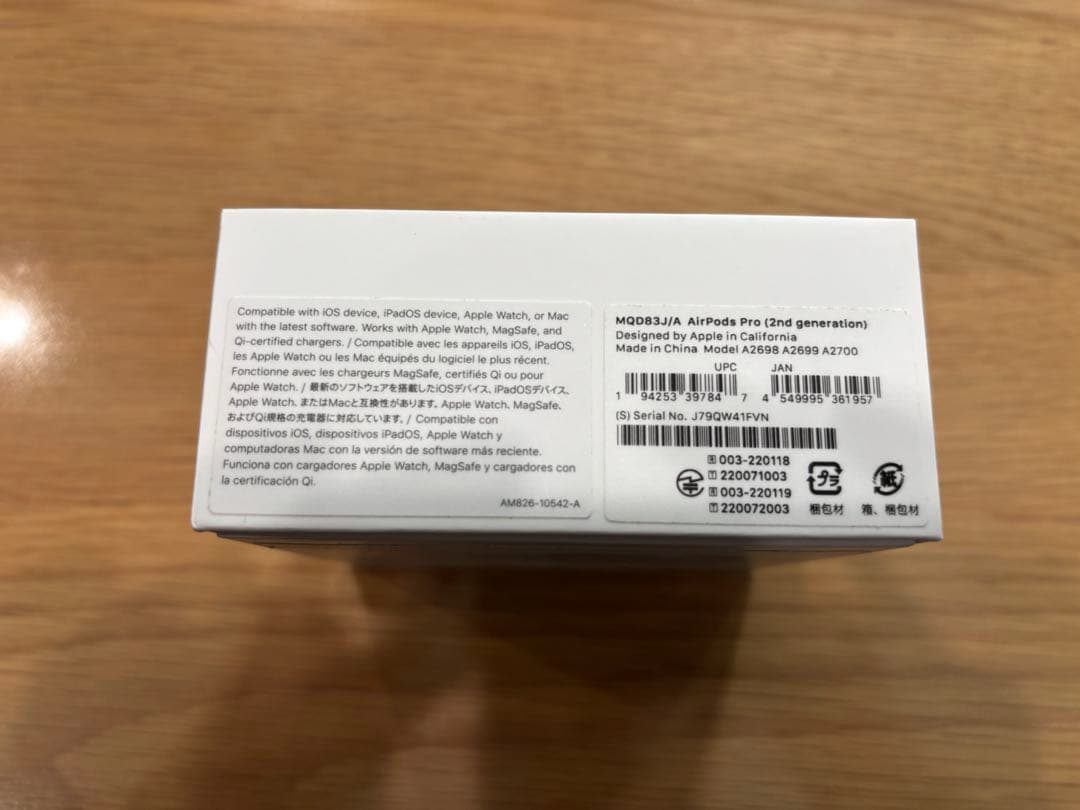 Compatible with iOS device, iPadOS device, Apple Watch, or Mac
with the latest software. Works with Apple Watch, MagSafe, and
Qi-certified chargers. / Compatible avec les appareils iOS, iPadOS,
les Apple Watch ou les Mac équipés du logiciel le plus récent.
Fonctionne avec les chargeurs MagSafe, certifiés Qi ou pour
Apple Watch. / 最新のソフトウェアを搭載したiOSデバイス、iPadOSデバイス、
Apple Watch、またはMacと互換性があります。Apple Watch、MagSafe、
およびQi規格の充電器に対応しています。/ Compatible con
dispositivos iOS, dispositivos iPadOS, Apple Watch y
computadoras Mac con la versión de software más reciente.
Funciona con cargadores Apple Watch, MagSafe y cargadores con
la certificación Qi.
AM826-10542-A
MQD83J/A AirPods Pro (2nd generation)
Designed by Apple in California
Made in China Model A2698 A2699 A2700
UPC JAN
1 94253 39784 7 4 549995 361957
(S) Serial No. J79QW41FVN
R 003-220118
T 220071003
R 003-220119
T 220072003
プラ 紙
梱包材 箱、梱包材